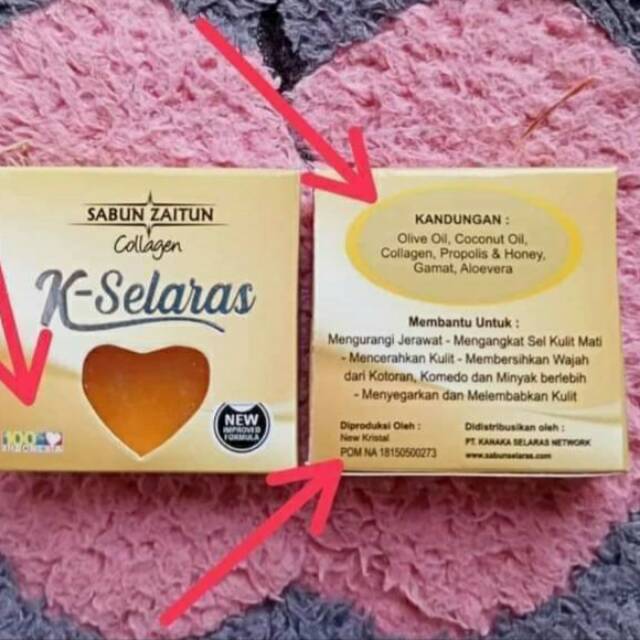 SABUN ZAITUN
Collagen
K-Selaras
NEW
IMPROVED
FORMULA
100%
KANDUNGAN :
Olive Oil, Coconut Oil,
Collagen, Propolis & Honey,
Gamat, Aloevera
Membantu Untuk :
Mengurangi Jerawat - Mengangkat Sel Kulit Mati
- Mencerahkan Kulit - Membersihkan Wajah
dari Kotoran, Komedo dan Minyak berlebih
- Menyegarkan dan Melembabkan Kulit
Diproduksi Oleh :
New Kristal
POM NA 18150500273
Didistribusikan oleh :
PT. KANAKA SELARAS NETWORK
www.sabunselaras.com